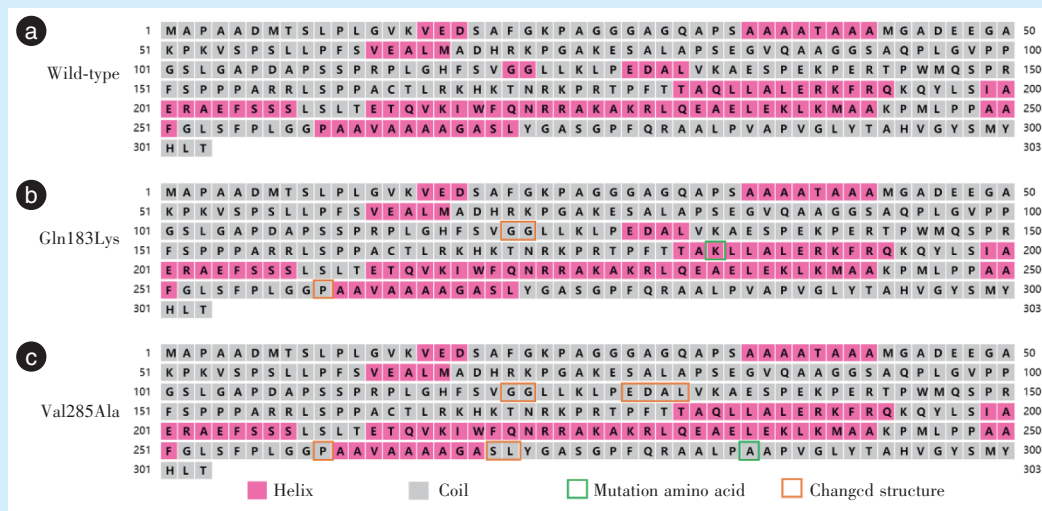 a
Wild-type
1 M A P A A D M T S L P L G V K V E D S A F G K P A G G G A G Q A P S A A A A T A A A M G A D E E G A 50
51 K P K V S P S L L P F S V E A L M A D H R K P G A K E S A L A P S E G V Q A A G G S A Q P L G V P P 100
101 G S L G A P D A P S S P R P L G H F S V G G L L K L P E D A L V K A E S P E K P E R T P W M Q S P R 150
151 F S P P P A R R L S P P A C T L R K H K T N R K P R T P F T T A Q L L A L E R K F R Q K Q Y L S I A 200
201 E R A E F S S S L S L T E T Q V K I W F Q N R R A K A K R L Q E A E L E K L K M A A K P M L P P A A 250
251 F G L S F P L G G P A A V A A A A G A S L Y G A S G P F Q R A A L P V A P V G L Y T A H V G Y S M Y 300
301 H L T 303
b
Gln183Lys
1 M A P A A D M T S L P L G V K V E D S A F G K P A G G G A G Q A P S A A A A T A A A M G A D E E G A 50
51 K P K V S P S L L P F S V E A L M A D H R K P G A K E S A L A P S E G V Q A A G G S A Q P L G V P P 100
101 G S L G A P D A P S S P R P L G H F S V G G L L K L P E D A L V K A E S P E K P E R T P W M Q S P R 150
151 F S P P P A R R L S P P A C T L R K H K T N R K P R T P F T T A K L L A L E R K F R Q K Q Y L S I A 200
201 E R A E F S S S L S L T E T Q V K I W F Q N R R A K A K R L Q E A E L E K L K M A A K P M L P P A A 250
251 F G L S F P L G G P A A V A A A A G A S L Y G A S G P F Q R A A L P V A P V G L Y T A H V G Y S M Y 300
301 H L T 303
c
Val285Ala
1 M A P A A D M T S L P L G V K V E D S A F G K P A G G G A G Q A P S A A A A T A A A M G A D E E G A 50
51 K P K V S P S L L P F S V E A L M A D H R K P G A K E S A L A P S E G V Q A A G G S A Q P L G V P P 100
101 G S L G A P D A P S S P R P L G H F S V G G L L K L P E D A L V K A E S P E K P E R T P W M Q S P R 150
151 F S P P P A R R L S P P A C T L R K H K T N R K P R T P F T T A Q L L A L E R K F R Q K Q Y L S I A 200
201 E R A E F S S S L S L T E T Q V K I W F Q N R R A K A K R L Q E A E L E K L K M A A K P M L P P A A 250
251 F G L S F P L G G P A A V A A A A G A S L Y G A S G P F Q R A A L P A A P V G L Y T A H V G Y S M Y 300
301 H L T 303
Helix Coil Mutation amino acid Changcd structure